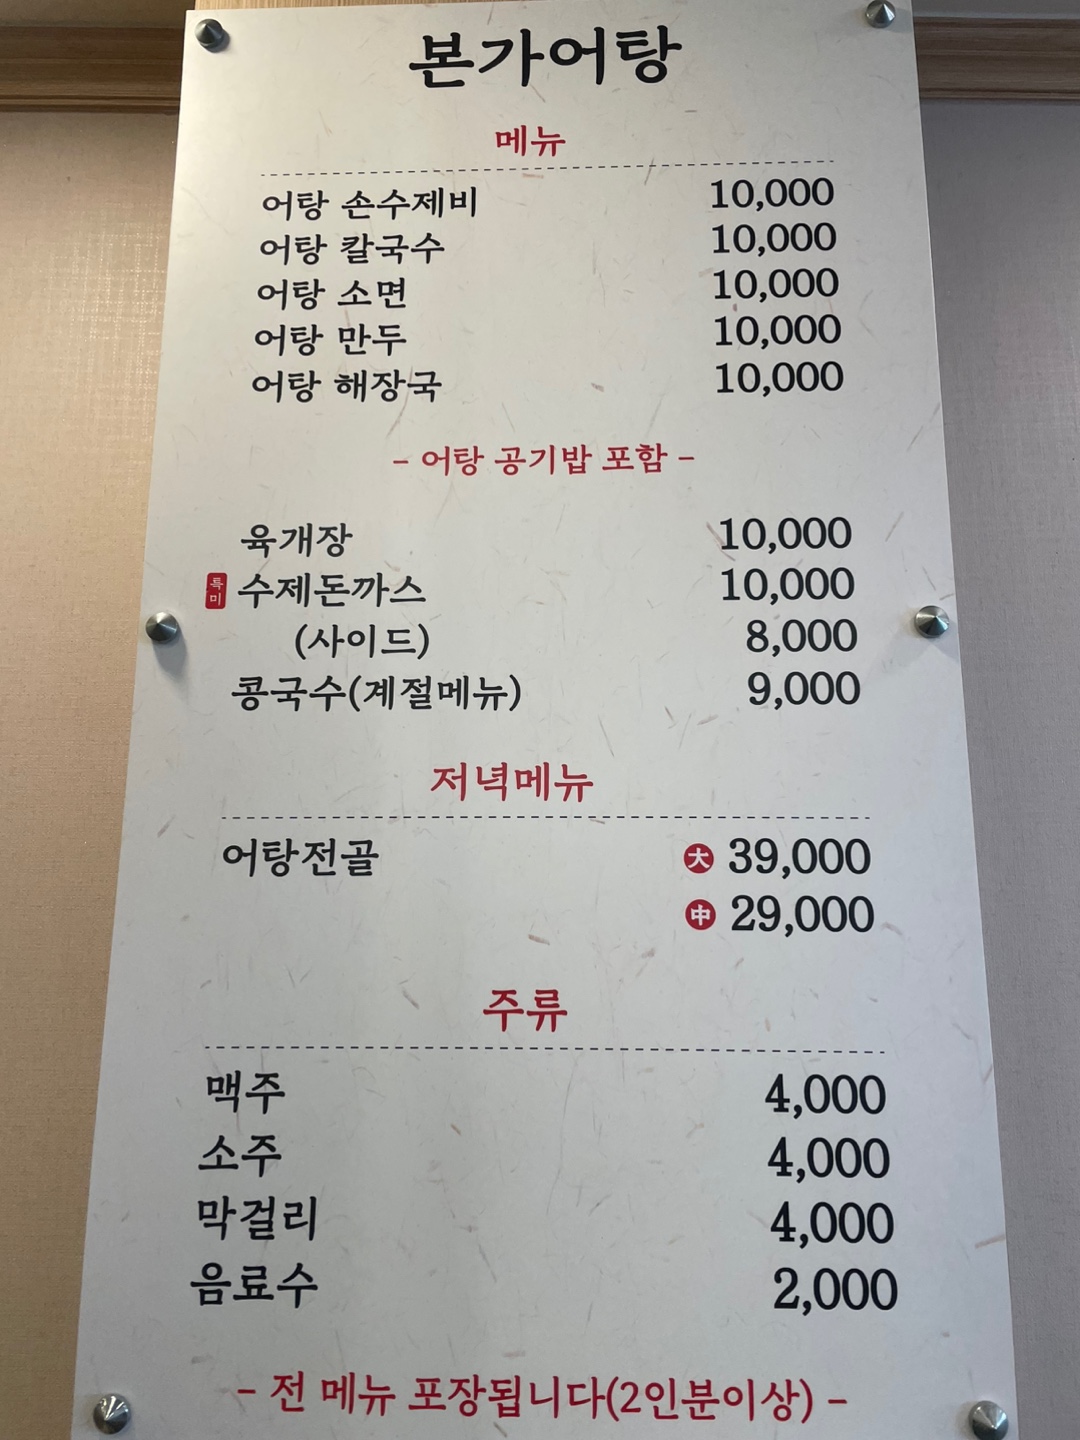 본가어탕
메뉴
어탕 손수제비 10,000
어탕 칼국수 10,000
어탕 소면 10,000
어탕 만두 10,000
어탕 해장국 10,000
- 어탕 공기밥 포함 -
육개장 10,000
특미 수제돈까스 10,000
(사이드) 8,000
콩국수(계절메뉴) 9,000
저녁메뉴
어탕전골 大 39,000
中 29,000
주류
맥주 4,000
소주 4,000
막걸리 4,000
음료수 2,000
- 전 메뉴 포장됩니다(2인분이상) -